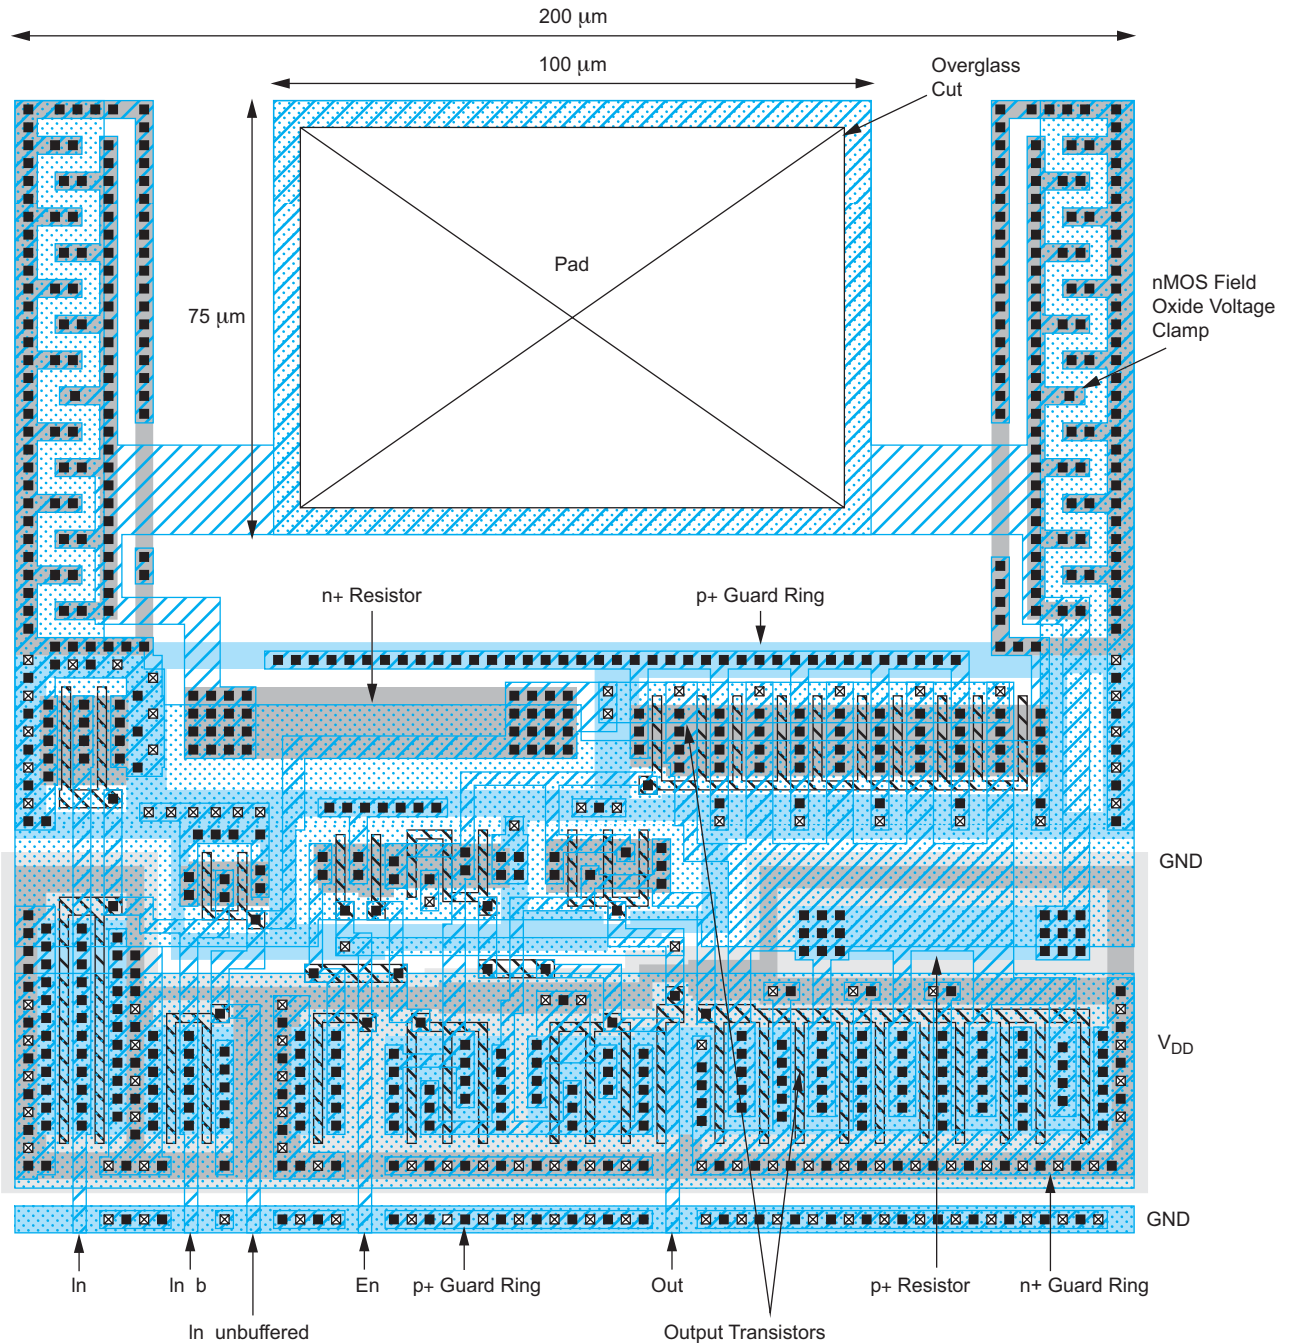 200 μm
100 μm
Overglass
Cut
Pad
nMOS Field
Oxide Voltage
Clamp
75 μm
n+ Resistor
p+ Guard Ring
GND
V_DD
GND
In
In b
En
p+ Guard Ring
Out
p+ Resistor
n+ Guard Ring
In unbuffered
Output Transistors